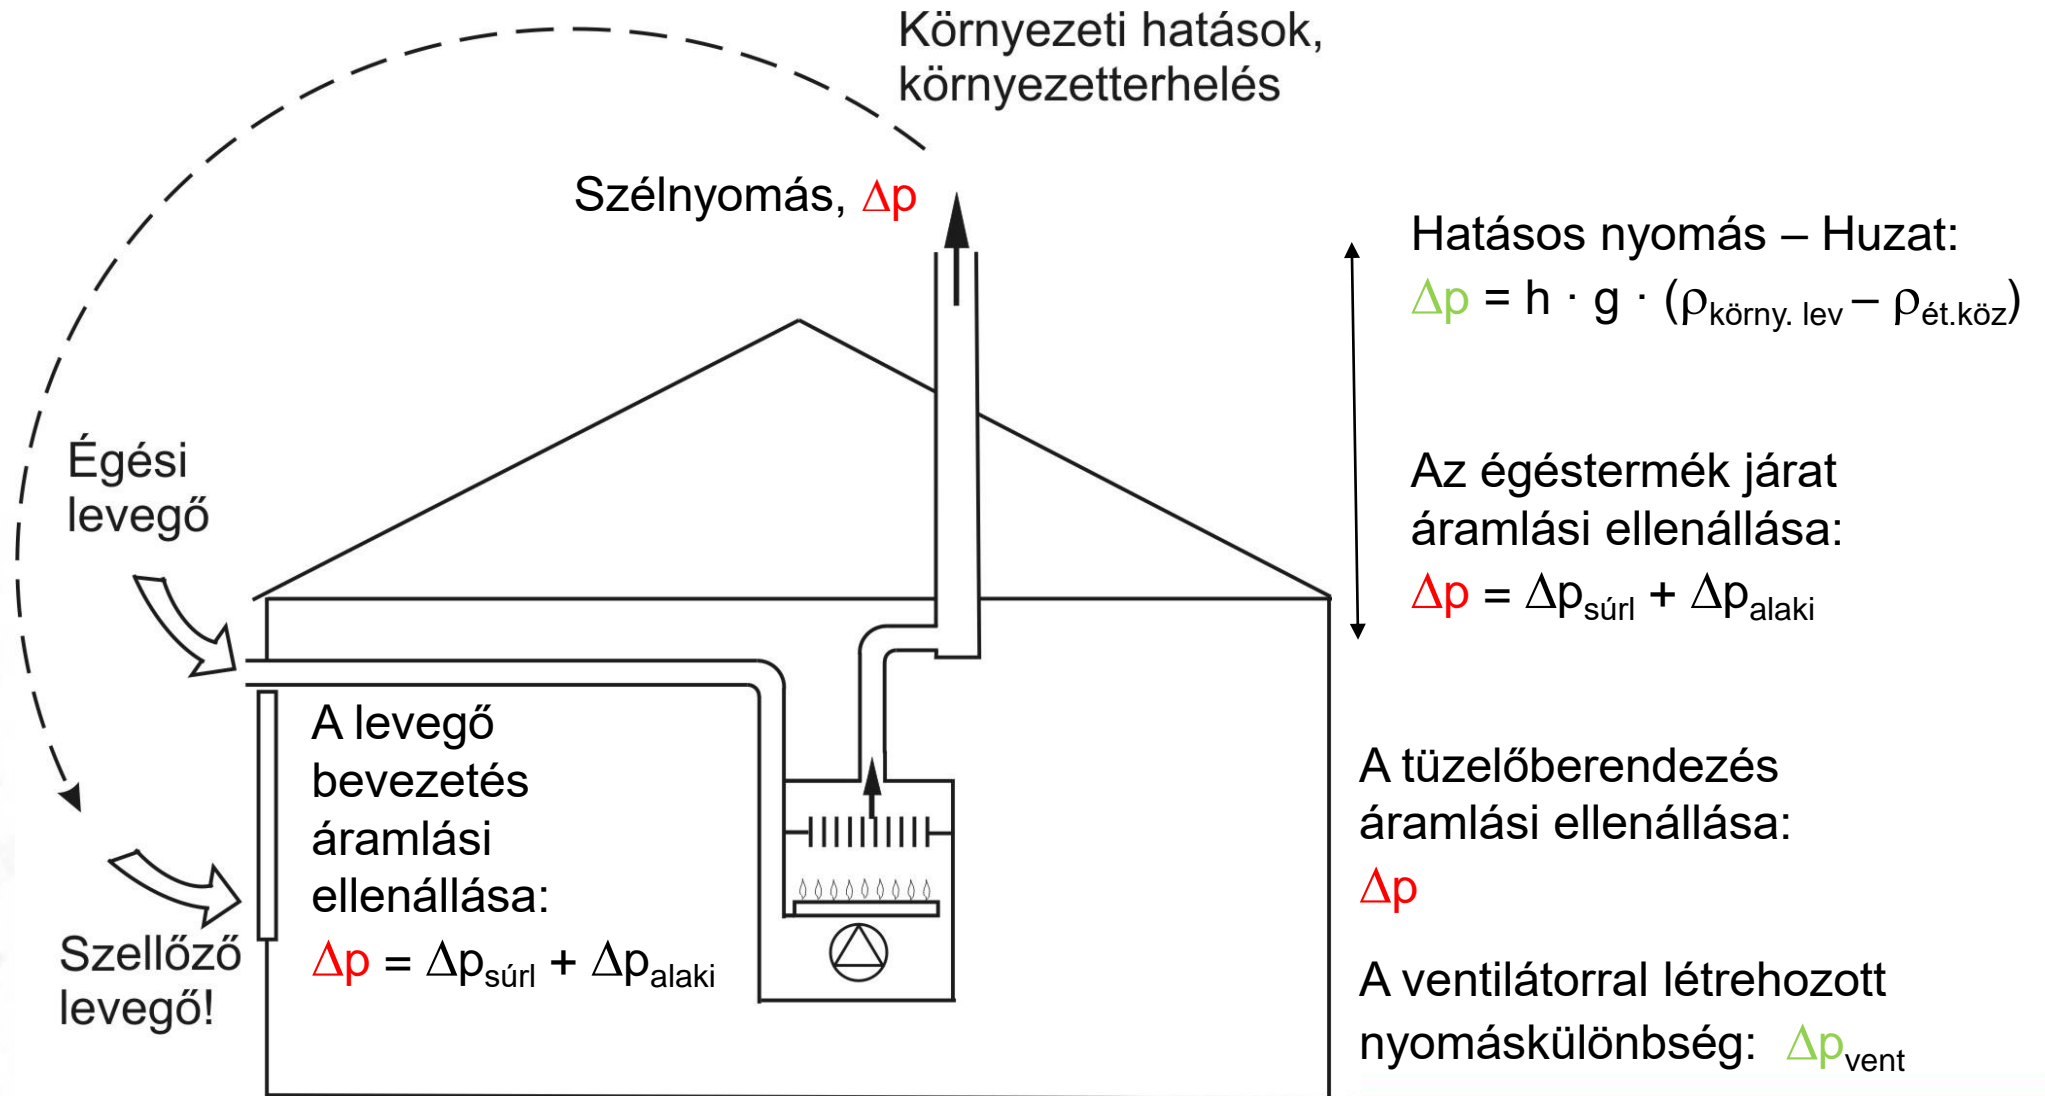 Környezeti hatások,
környezetterhelés
Szélnyomás, Δp
Hatásos nyomás – Huzat:
Δp = h · g · (ρkörny. lev – ρét.köz)
Égési
levegő
Az égéstermék járat
áramlási ellenállása:
Δp = Δpsúrl + Δpalaki
A levegő
bevezetés
áramlási
ellenállása:
Δp = Δpsúrl + Δpalaki
A tüzelőberendezés
áramlási ellenállása:
Δp
Szellőző
levegő!
A ventilátorral létrehozott
nyomáskülönbség: Δpvent